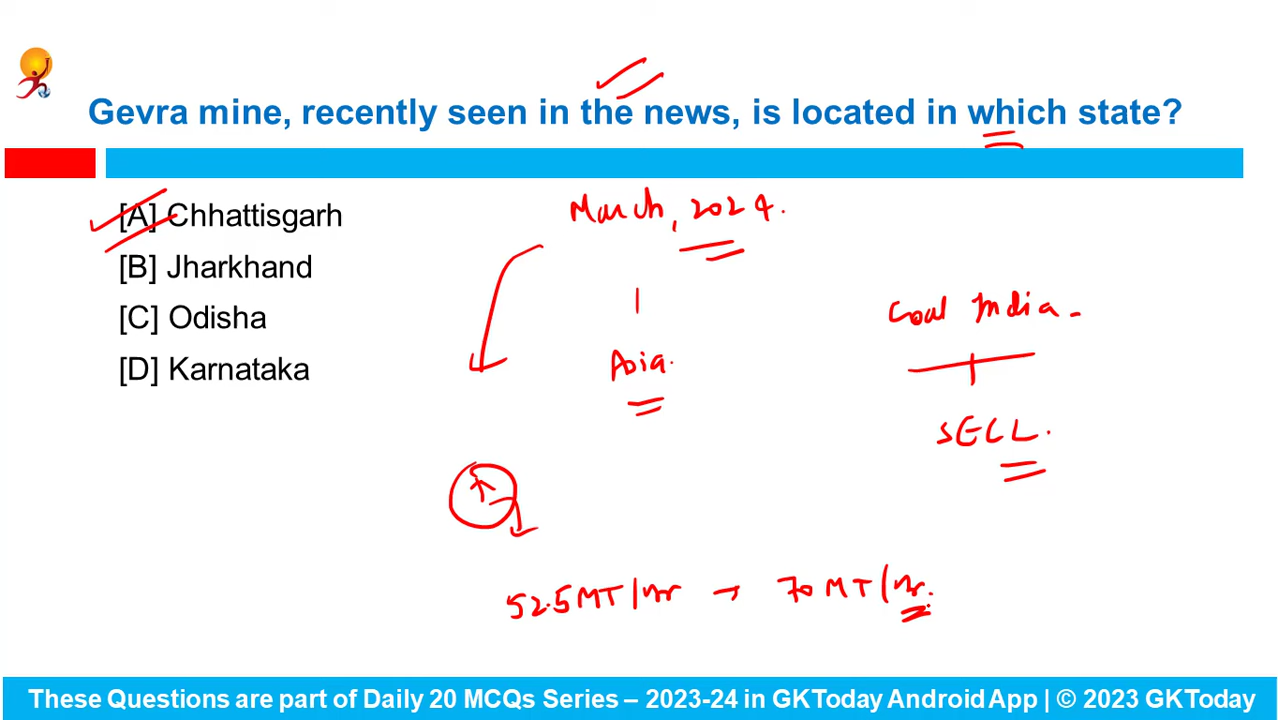 Gevra mine, recently seen in the news, is located in which state?
[A] Chhattisgarh
[B] Jharkhand
[C] Odisha
[D] Karnataka
March, 2024.
1
Asia.
Coal India.
SECL.
52.5MT/Yr → 70MT/Yr.
These Questions are part of Daily 20 MCQs Series – 2023-24 in GKToday Android App | © 2023 GKToday